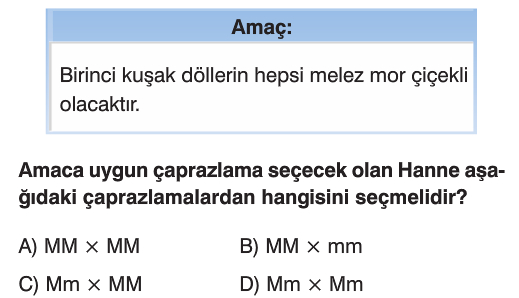 Amaç:
Birinci kuşak döllerin hepsi melez mor çiçekli
olacaktır.
Amaca uygun çaprazlama seçecek olan Hanne aşa-
ğıdaki çaprazlamalardan hangisini seçmelidir?
A) MM × MM B) MM × mm
C) Mm × MM D) Mm × Mm